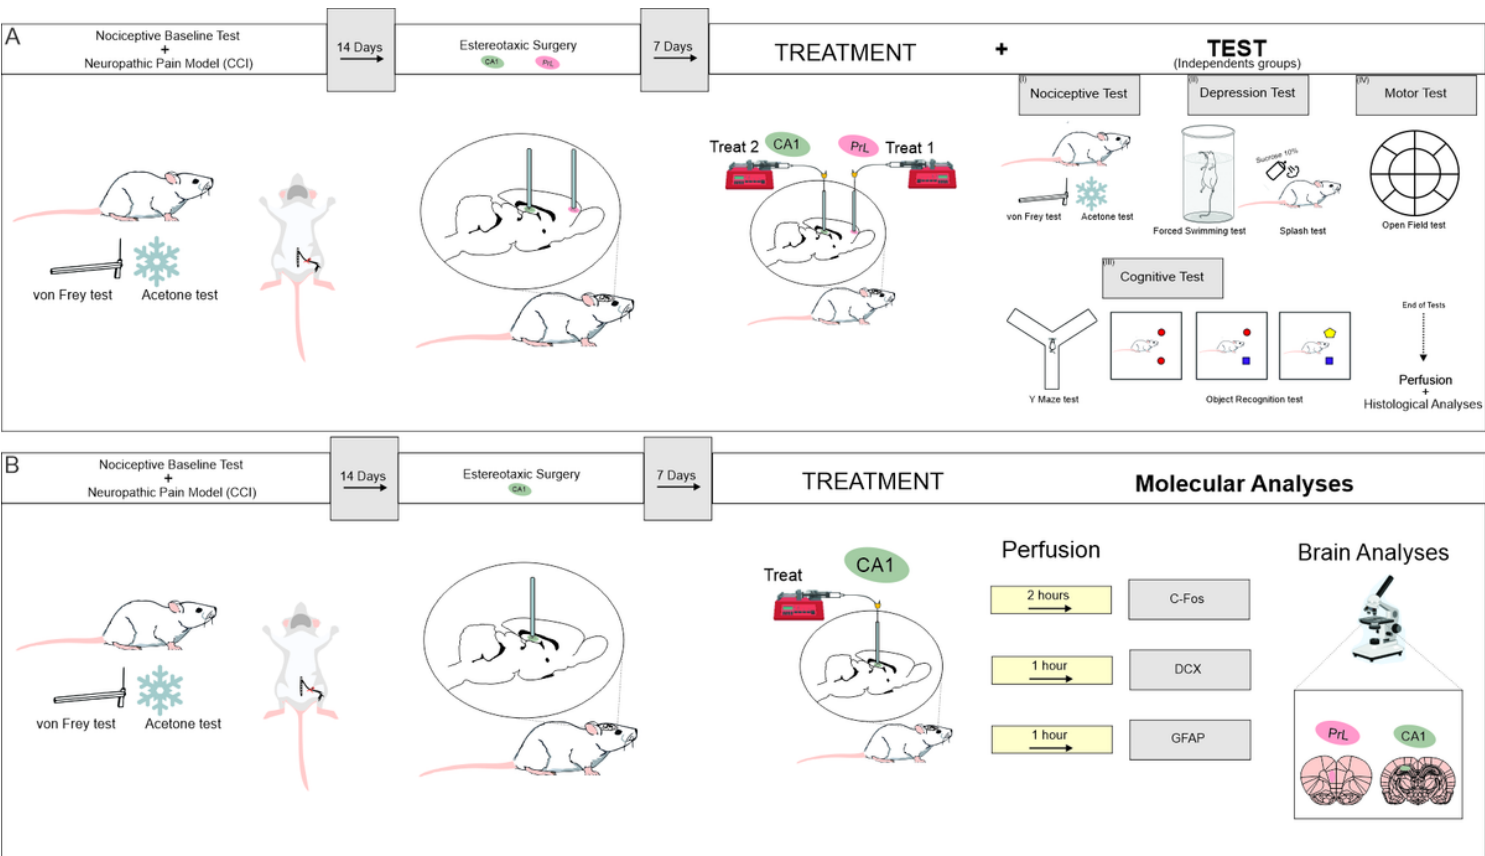 A
Nociceptive Baseline Test
+
Neuropathic Pain Model (CCI)
14 Days
Estereotaxic Surgery
CA1
PrL
7 Days
TREATMENT
+
TEST
(Independents groups)
von Frey test
Acetone test
Treat 2
CA1
PrL
Treat 1
(I)
Nociceptive Test
von Frey test
Acetone test
(II)
Depression Test
Sucrose 10%
Forced Swimming test
Splash test
(IV)
Motor Test
Open Field test
(III)
Cognitive Test
Y Maze test
Object Recognition test
End of Tests
Perfusion
+
Histological Analyses
B
Nociceptive Baseline Test
+
Neuropathic Pain Model (CCI)
14 Days
Estereotaxic Surgery
CA1
7 Days
TREATMENT
Molecular Analyses
von Frey test
Acetone test
Treat
CA1
Perfusion
2 hours
C-Fos
1 hour
DCX
1 hour
GFAP
Brain Analyses
PrL
CA1